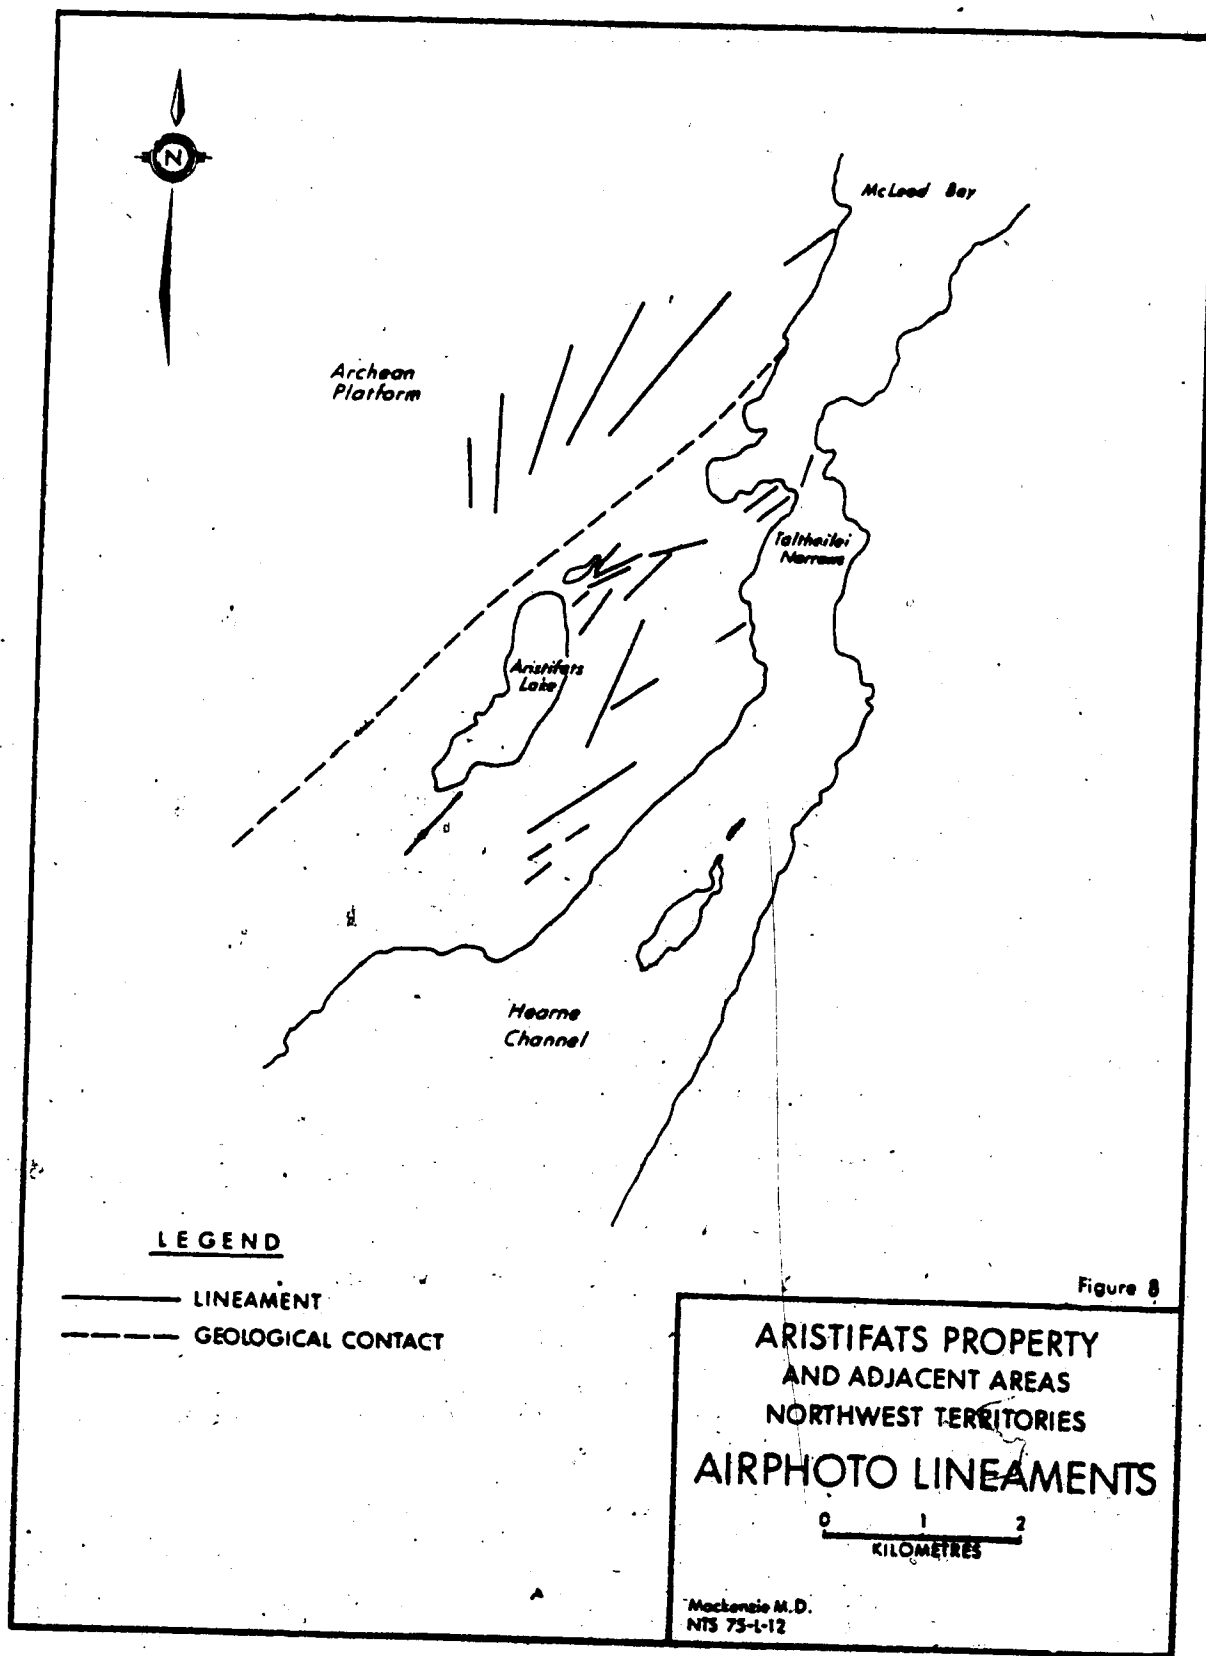 N
McLeod Bay
Archean
Platform
Taltheilei
Narrows
Aristifats
Lake
Hearne
Channel
LEGEND
LINEAMENT
GEOLOGICAL CONTACT
Figure 8
ARISTIFATS PROPERTY
AND ADJACENT AREAS
NORTHWEST TERRITORIES
AIRPHOTO LINEAMENTS
0 1 2
KILOMETRES
Mackenzie M.D.
NTS 75-L-12